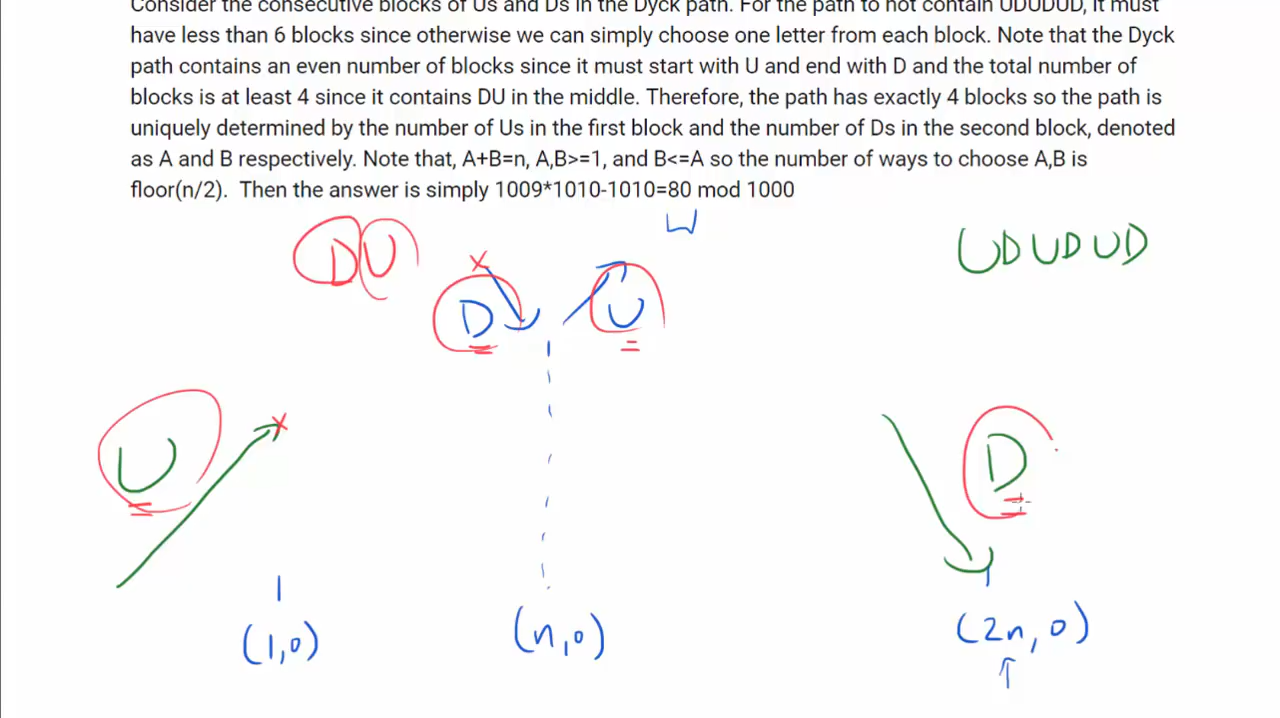 Consider the consecutive blocks of Us and Ds in the Dyck path. For the path to not contain UDUDUD, it must
have less than 6 blocks since otherwise we can simply choose one letter from each block. Note that the Dyck
path contains an even number of blocks since it must start with U and end with D and the total number of
blocks is at least 4 since it contains DU in the middle. Therefore, the path has exactly 4 blocks so the path is
uniquely determined by the number of Us in the first block and the number of Ds in the second block, denoted
as A and B respectively. Note that, A+B=n, A,B>=1, and B<=A so the number of ways to choose A,B is
floor(n/2). Then the answer is simply 1009*1010-1010=80 mod 1000
DU
UDUDUD
D U
U
D
(1,0)
(n,0)
(2n,0)